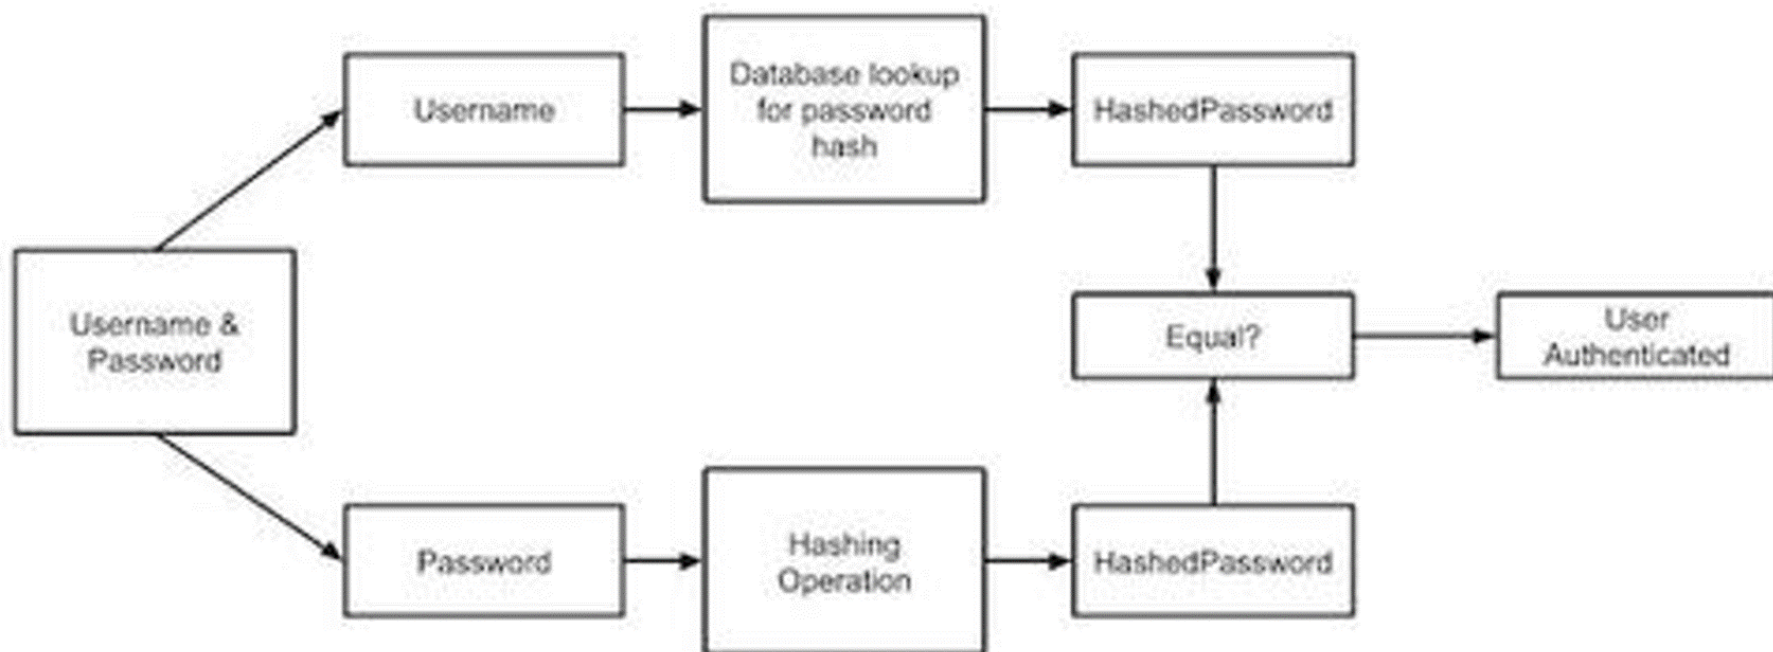 Username
Database lookup
for password
hash
HashedPassword
Username &
Password
Equal?
User
Authenticated
Password
Hashing
Operation
HashedPassword